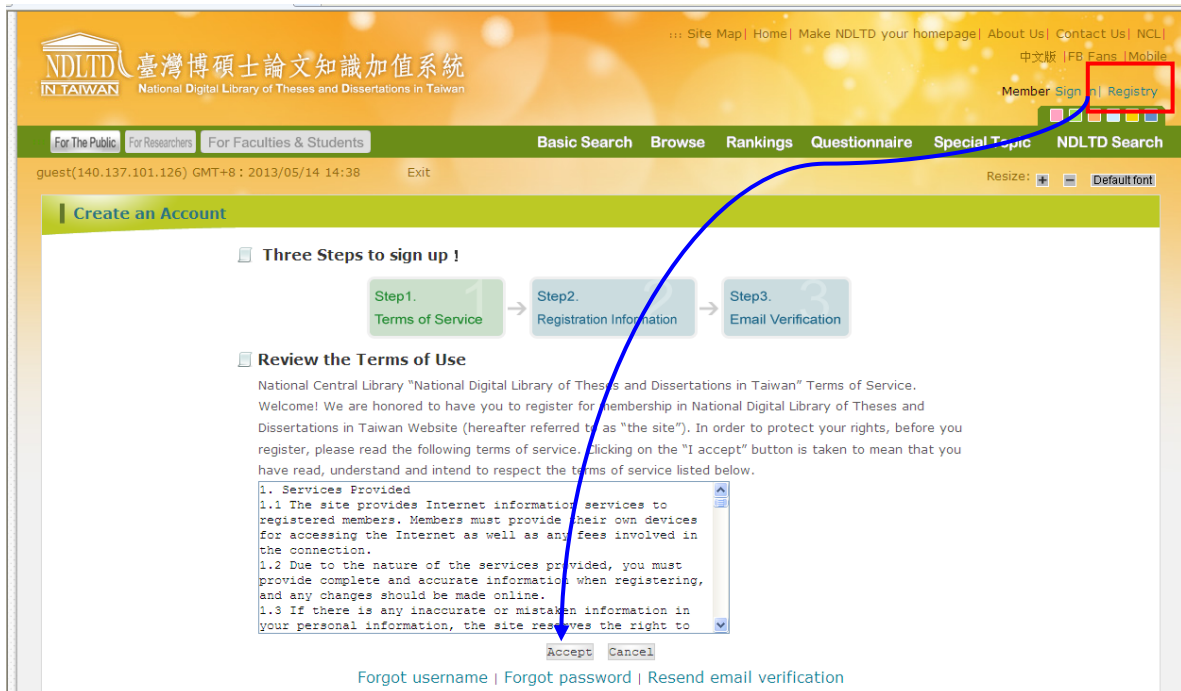 ::: Site Map| Home| Make NDLTD your homepage| About Us| Contact Us| NCL|
中文版 |FB Fans |Mobile
NDLTD 臺灣博碩士論文知識加值系統
IN TAIWAN National Digital Library of Theses and Dissertations in Taiwan
Member Sign in| Registry
For The Public For Researchers For Faculties & Students Basic Search Browse Rankings Questionnaire Special Topic NDLTD Search
guest(140.137.101.126) GMT+8：2013/05/14 14:38 Exit
Resize: + - Default font
Create an Account
Three Steps to sign up !
Step1. 1 Step2. 2 Step3. 3
Terms of Service Registration Information Email Verification
Review the Terms of Use
National Central Library “National Digital Library of Theses and Dissertations in Taiwan” Terms of Service.
Welcome! We are honored to have you to register for membership in National Digital Library of Theses and
Dissertations in Taiwan Website (hereafter referred to as “the site”). In order to protect your rights, before you
register, please read the following terms of service. Clicking on the “I accept” button is taken to mean that you
have read, understand and intend to respect the terms of service listed below.
1. Services Provided
1.1 The site provides Internet information services to
registered members. Members must provide their own devices
for accessing the Internet as well as any fees involved in
the connection.
1.2 Due to the nature of the services provided, you must
provide complete and accurate information when registering,
and any changes should be made online.
1.3 If there is any inaccurate or mistaken information in
your personal information, the site reserves the right to
Accept Cancel
Forgot username | Forgot password | Resend email verification